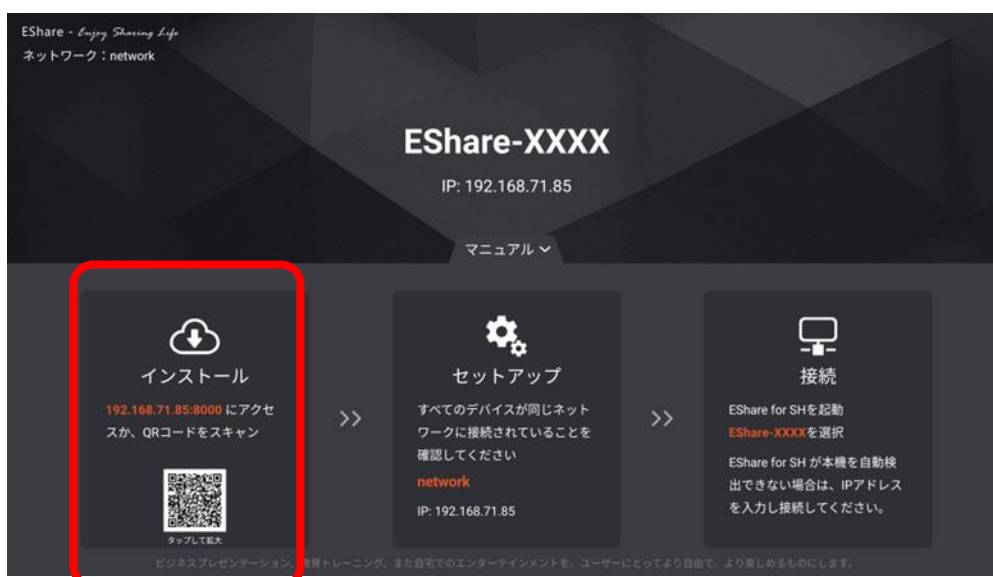 EShare - Enjoy Sharing Life
ネットワーク：network
EShare-XXXX
IP: 192.168.71.85
マニュアル
インストール
192.168.71.85:8000 にアクセ
スか、QRコードをスキャン
タップして拡大
>>
セットアップ
すべてのデバイスが同じネット
ワークに接続されていることを
確認してください
network
IP: 192.168.71.85
>>
接続
EShare for SHを起動
EShare-XXXXを選択
EShare for SH が本機を自動検
出できない場合は、IPアドレス
を入力し接続してください。
ビジネスプレゼンテーション、教育トレーニング、また自宅でのエンターテインメントを、ユーザーにとってより自由で、より楽しめるものにします。